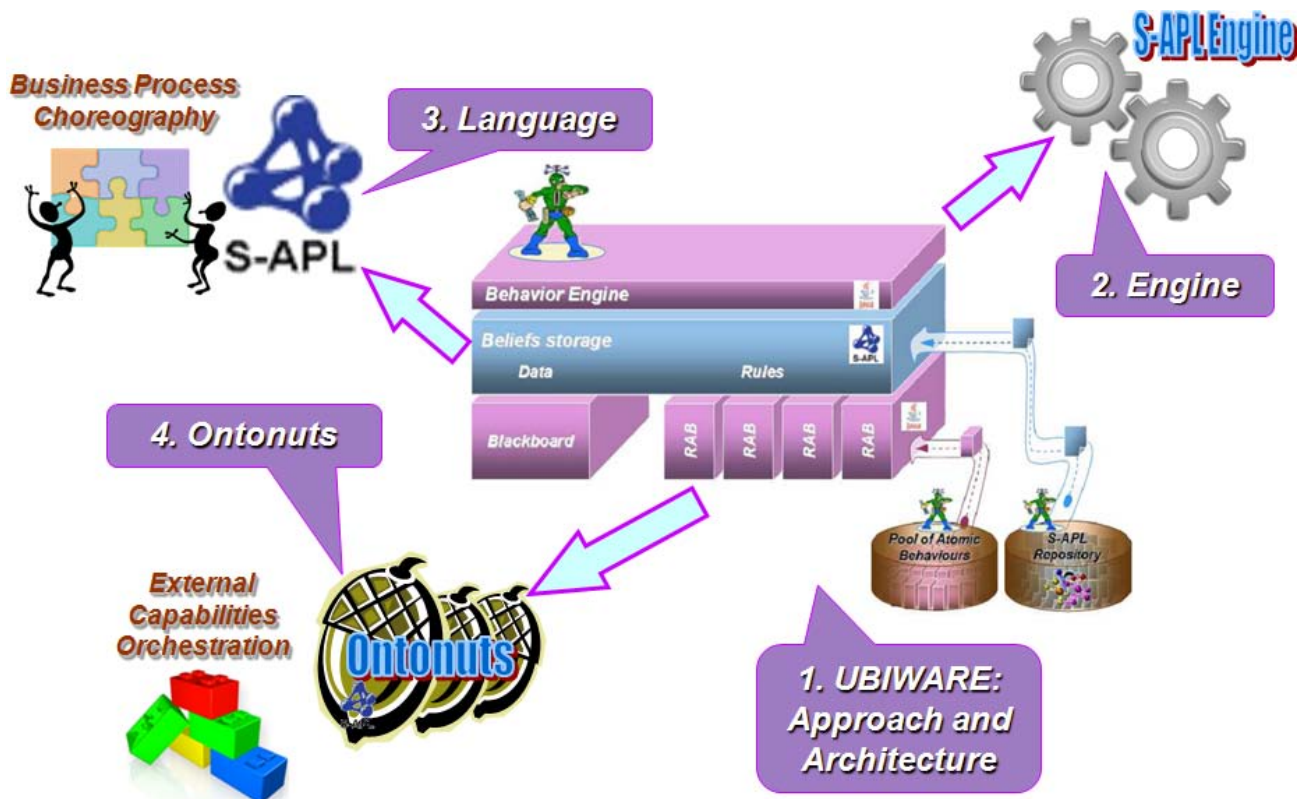 S-APL Engine
Business Process
Choreography
3. Language
S-APL
2. Engine
Behavior Engine
Beliefs storage
S-APL
Data
Rules
4. Ontonuts
Blackboard
RAB
RAB
RAB
RAB
Pool of Atomic
Behaviours
S-APL
Repository
External
Capabilities
Orchestration
Ontonuts
S-APL
1. UBIWARE:
Approach and
Architecture